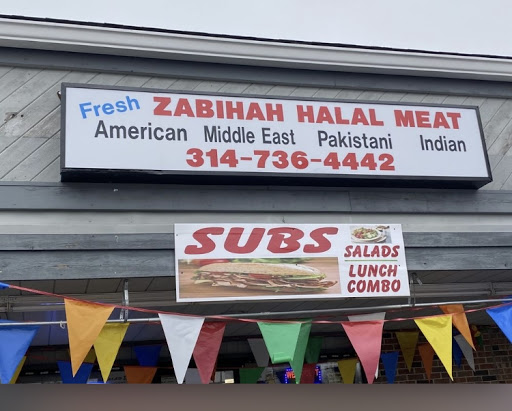 Fresh ZABIHAH HALAL MEAT
American Middle East Pakistani Indian
314-736-4442
SUBS
SALADS
LUNCH
COMBO